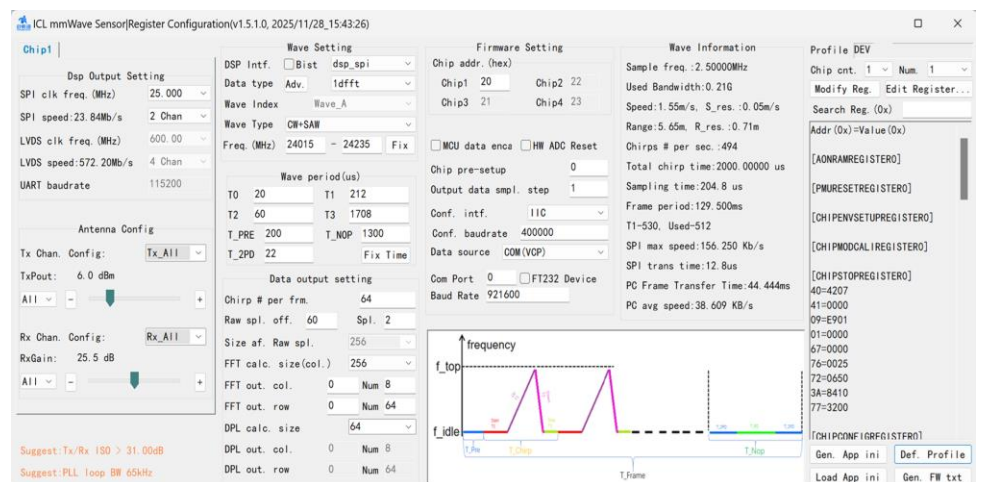 ICL mmWave Sensor|Register Configuration(v1.5.1.0, 2025/11/28_15:43:26)
Chip1
Dsp Output Setting
SPI clk freq. (MHz) 25.000
SPI speed:23.84Mb/s 2 Chan
LVDS clk freq. (MHz) 600.00
LVDS speed:572.20Mb/s 4 Chan
UART baudrate 115200
Antenna Config
Tx Chan. Config: Tx_All
TxPout: 6.0 dBm
All - +
Rx Chan. Config: Rx_All
RxGain: 25.5 dB
All - +
Suggest:Tx/Rx ISO > 31.00dB
Suggest:PLL loop BW 65kHz
Wave Setting
DSP Intf. Bist dsp_spi
Data type Adv. 1dfft
Wave Index Wave_A
Wave Type CW+SAW
Freq. (MHz) 24015 - 24235 Fix
Wave period(us)
T0 20 T1 212
T2 60 T3 1708
T_PRE 200 T_NOP 1300
T_2PD 22 Fix Time
Data output setting
Chirp # per frm. 64
Raw spl. off. 60 Spl. 2
Size af. Raw spl. 256
FFT calc. size(col.) 256
FFT out. col. 0 Num 8
FFT out. row 0 Num 64
DPL calc. size 64
DPL out. col. 0 Num 8
DPL out. row 0 Num 64
Firmware Setting
Chip addr. (hex)
Chip1 20 Chip2 22
Chip3 21 Chip4 23
MCU data enca HW ADC Reset
Chip pre-setup 0
Output data smpl. step 1
Conf. intf. IIC
Conf. baudrate 400000
Data source COM(VCP)
Com Port 0 FT232 Device
Baud Rate 921600
Wave Information
Sample freq. :2.50000MHz
Used Bandwidth:0.21G
Speed:1.55m/s, S_res. :0.05m/s
Range:5.65m, R_res. :0.71m
Chirps # per sec. :494
Total chirp time:2000.00000 us
Sampling time:204.8 us
Frame period:129.500ms
T1-530, Used-512
SPI max speed:156.250 Kb/s
SPI trans time:12.8us
PC Frame Transfer Time:44.444ms
PC avg speed:38.609 KB/s
frequency
f_top
f_idle
T_Pre T_Chirp T_Nop
T_Frame
Profile DEV
Chip cnt. 1 Num. 1
Modify Reg. Edit Register...
Search Reg. (0x)
Addr(0x)=Value(0x)
[AONRAMREGISTER0]
[PMURESETREGISTER0]
[CHIPENVSETUPREGISTER0]
[CHIPMODCALIREGISTER0]
[CHIPSTOPREGISTER0]
40=4207
41=0000
09=E901
01=0000
67=0000
76=0025
72=0650
3A=8410
77=3200
[CHIPCONFIGREGISTER0]
Gen. App ini Def. Profile
Load App ini Gen. FW txt